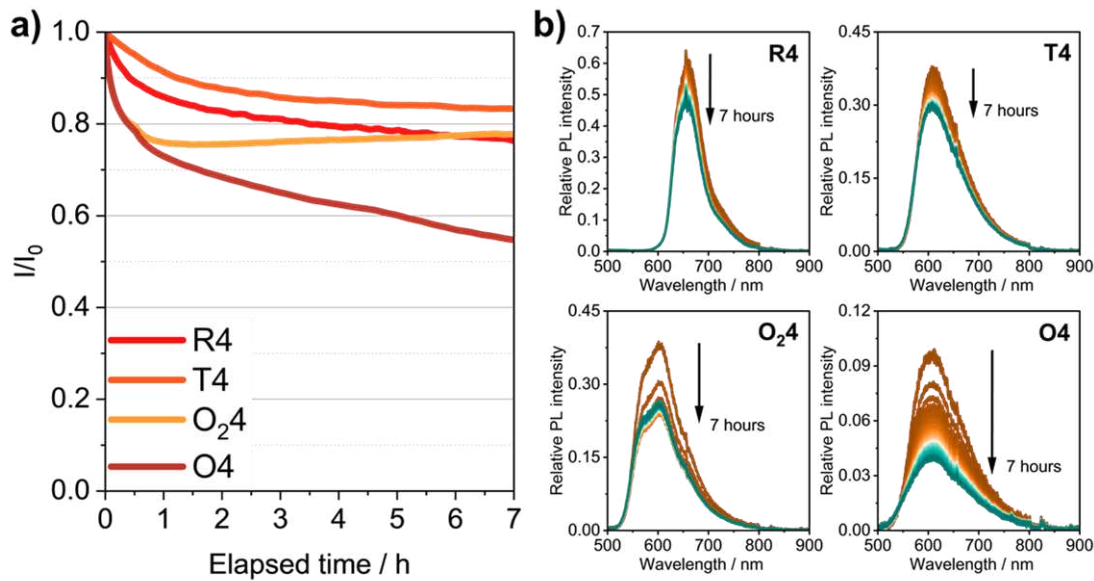 a)
1.0
0.8
0.6
0.4
0.2
0.0
I/I₀
R4
T4
O₂4
O4
0 1 2 3 4 5 6 7
Elapsed time / h
b)
0.7
0.6
0.5
0.4
0.3
0.2
0.1
0.0
Relative PL intensity
R4
7 hours
500 600 700 800 900
Wavelength / nm
0.45
0.30
0.15
0.00
Relative PL intensity
T4
7 hours
500 600 700 800 900
Wavelength / nm
0.45
0.30
0.15
0.00
Relative PL intensity
O₂4
7 hours
500 600 700 800 900
Wavelength / nm
0.12
0.09
0.06
0.03
0.00
Relative PL intensity
O4
7 hours
500 600 700 800 900
Wavelength / nm